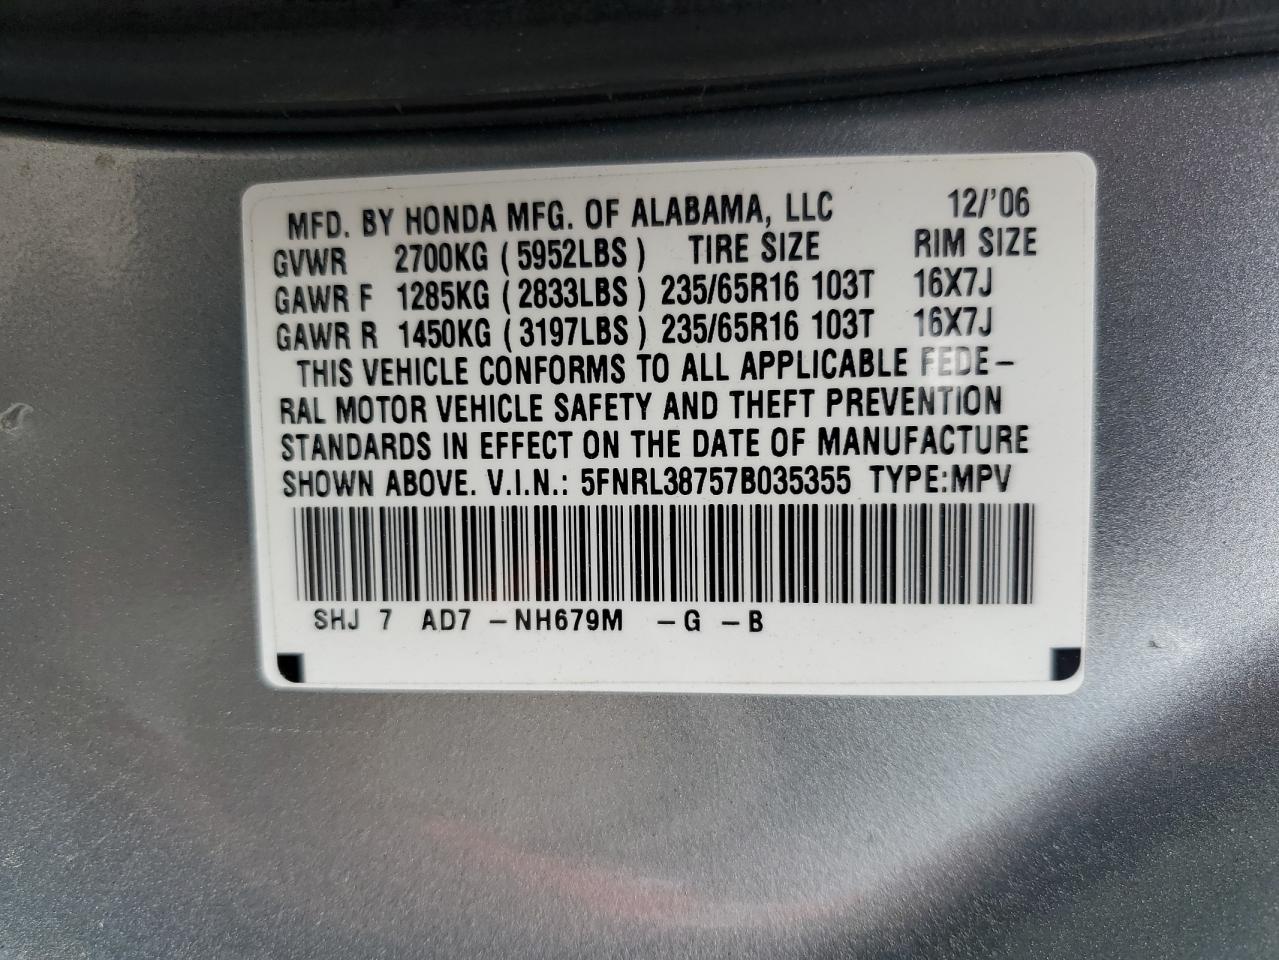 MFD. BY HONDA MFG. OF ALABAMA, LLC 12/'06
GVWR 2700KG (5952LBS) TIRE SIZE RIM SIZE
GAWR F 1285KG (2833LBS) 235/65R16 103T 16X7J
GAWR R 1450KG (3197LBS) 235/65R16 103T 16X7J
THIS VEHICLE CONFORMS TO ALL APPLICABLE FEDE-
RAL MOTOR VEHICLE SAFETY AND THEFT PREVENTION
STANDARDS IN EFFECT ON THE DATE OF MANUFACTURE
SHOWN ABOVE. V.I.N.: 5FNRL38757B035355 TYPE:MPV
SHJ 7 AD7 -NH679M -G -B